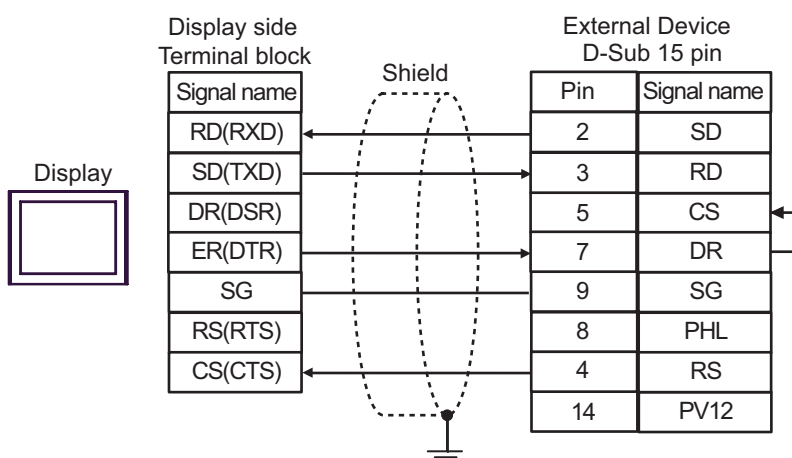 Display side
Terminal block
External Device
D-Sub 15 pin
Shield
Display
Signal name
Pin Signal name
RD(RXD) 2 SD
SD(TXD) 3 RD
DR(DSR) 5 CS
ER(DTR) 7 DR
SG 9 SG
RS(RTS) 8 PHL
CS(CTS) 4 RS
14 PV12